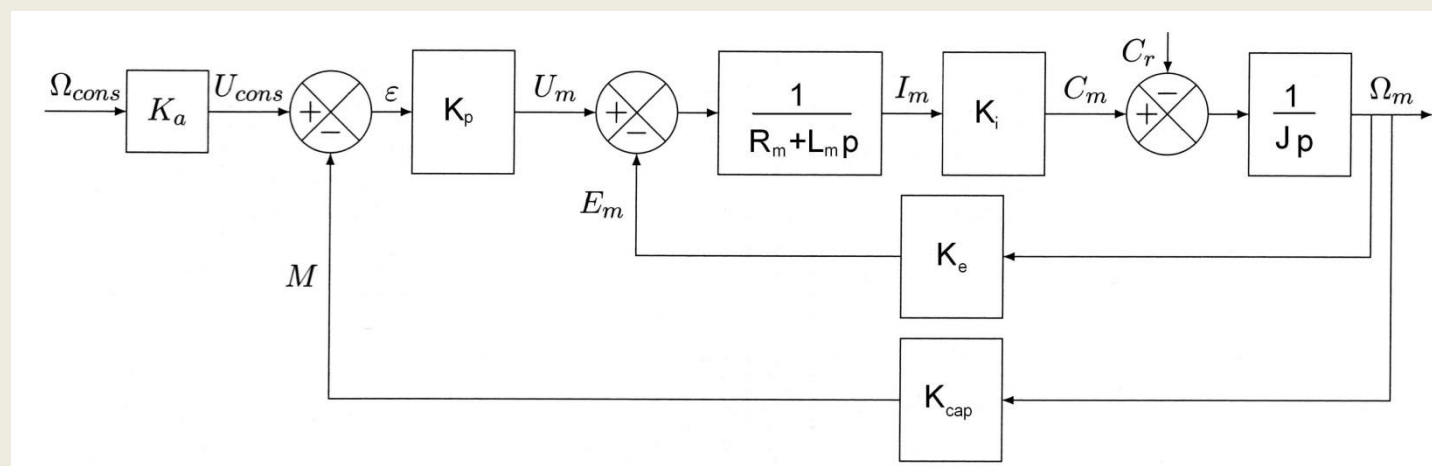 Ω_cons
K_a
U_cons
+
−
ε
K_p
U_m
+
−
1
R_m+L_m p
I_m
K_i
C_m
C_r
−
+
1
J p
Ω_m
E_m
K_e
M
K_cap